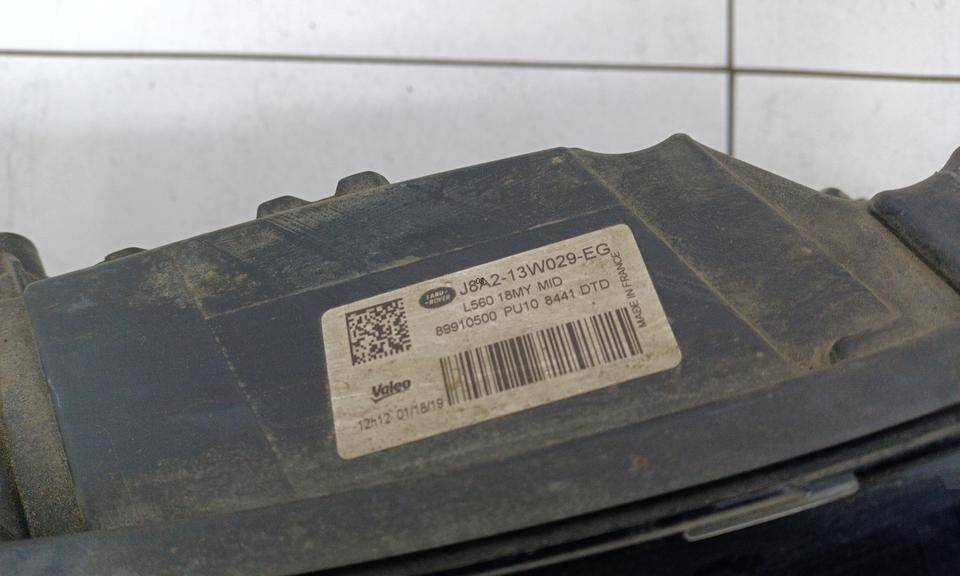 LAND-
ROVER
J8A2-13W029-EG
L560 18MY MID
89910500 PU10 8441 DTD
MADE IN FRANCE
Valeo
12h12 01/18/19